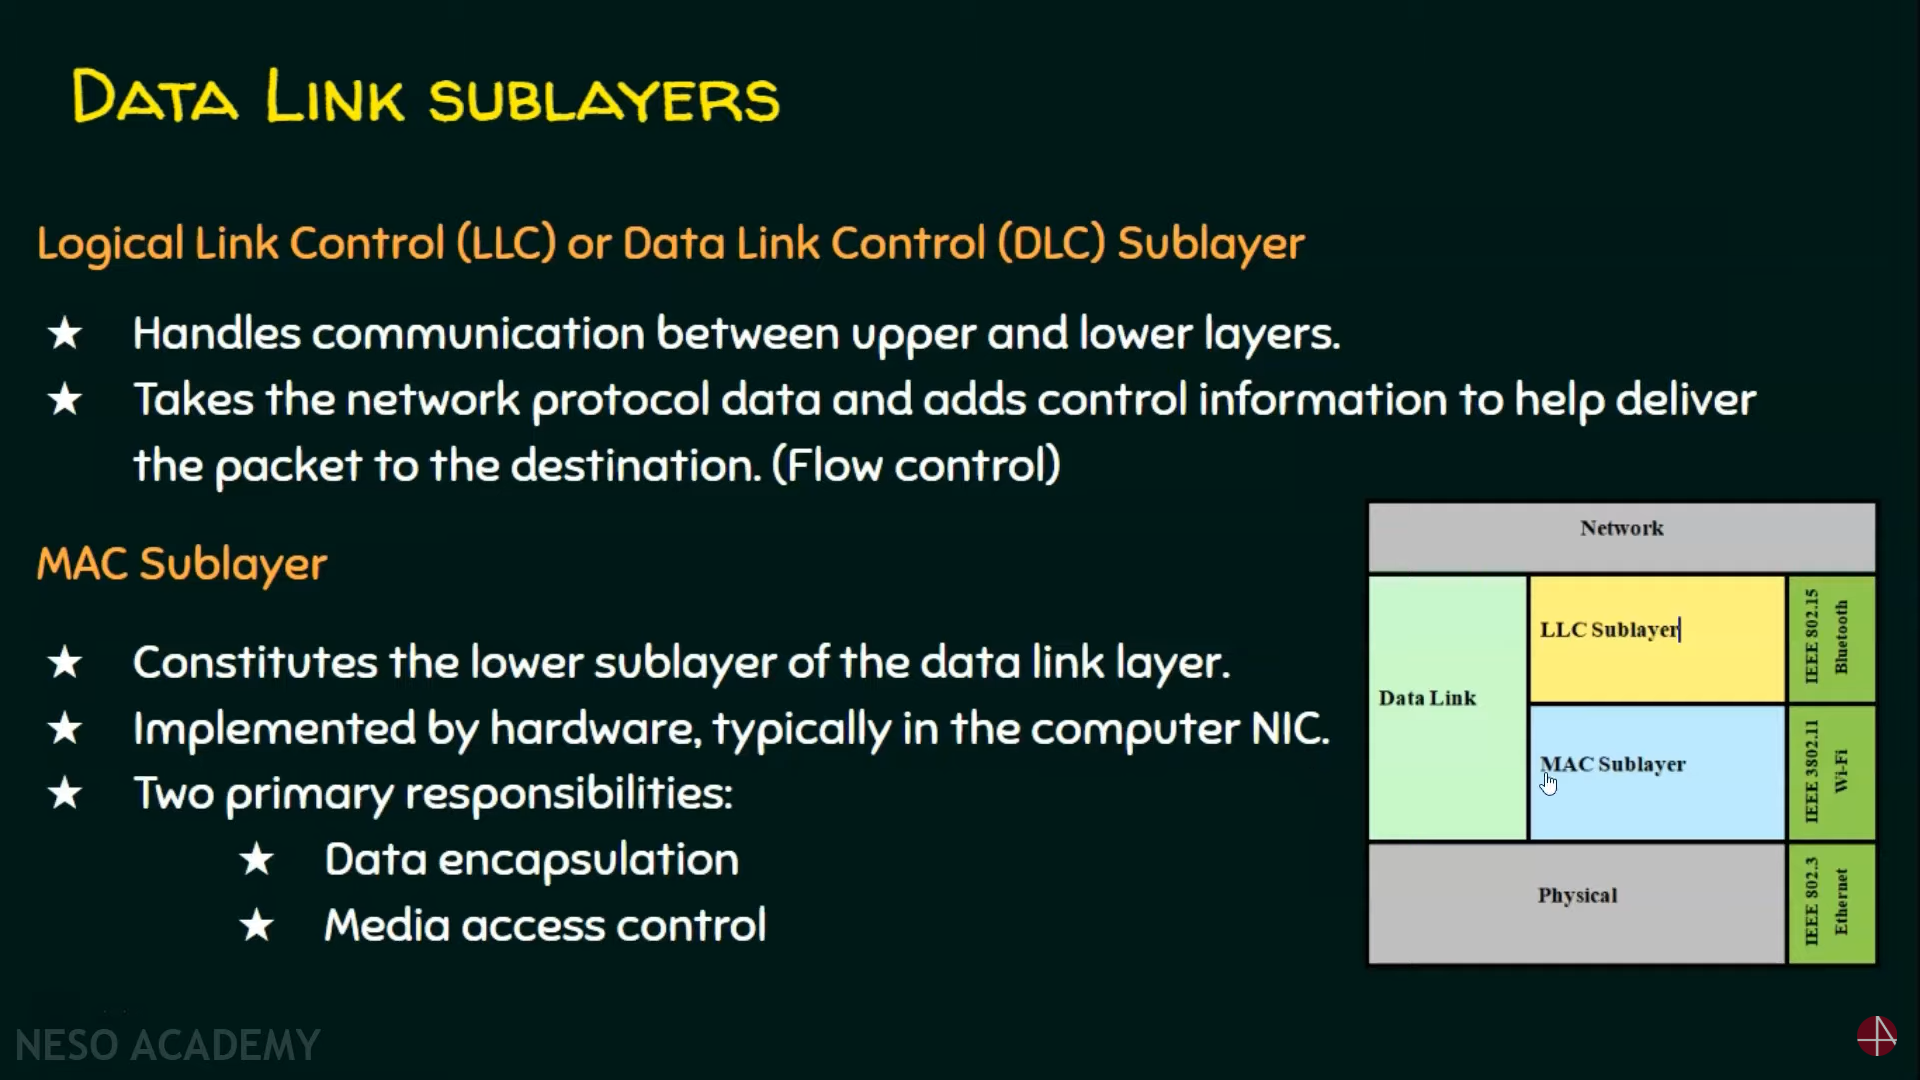 DATA LINK SUBLAYERS
Logical Link Control (LLC) or Data Link Control (DLC) Sublayer
★ Handles communication between upper and lower layers.
★ Takes the network protocol data and adds control information to help deliver
the packet to the destination. (Flow control)
MAC Sublayer
★ Constitutes the lower sublayer of the data link layer.
★ Implemented by hardware, typically in the computer NIC.
★ Two primary responsibilities:
★ Data encapsulation
★ Media access control
Network
Data Link
LLC Sublayer
MAC Sublayer
Physical
IEEE 802.15
Bluetooth
IEEE 3802.11
Wi-Fi
IEEE 802.3
Ethernet
NESO ACADEMY